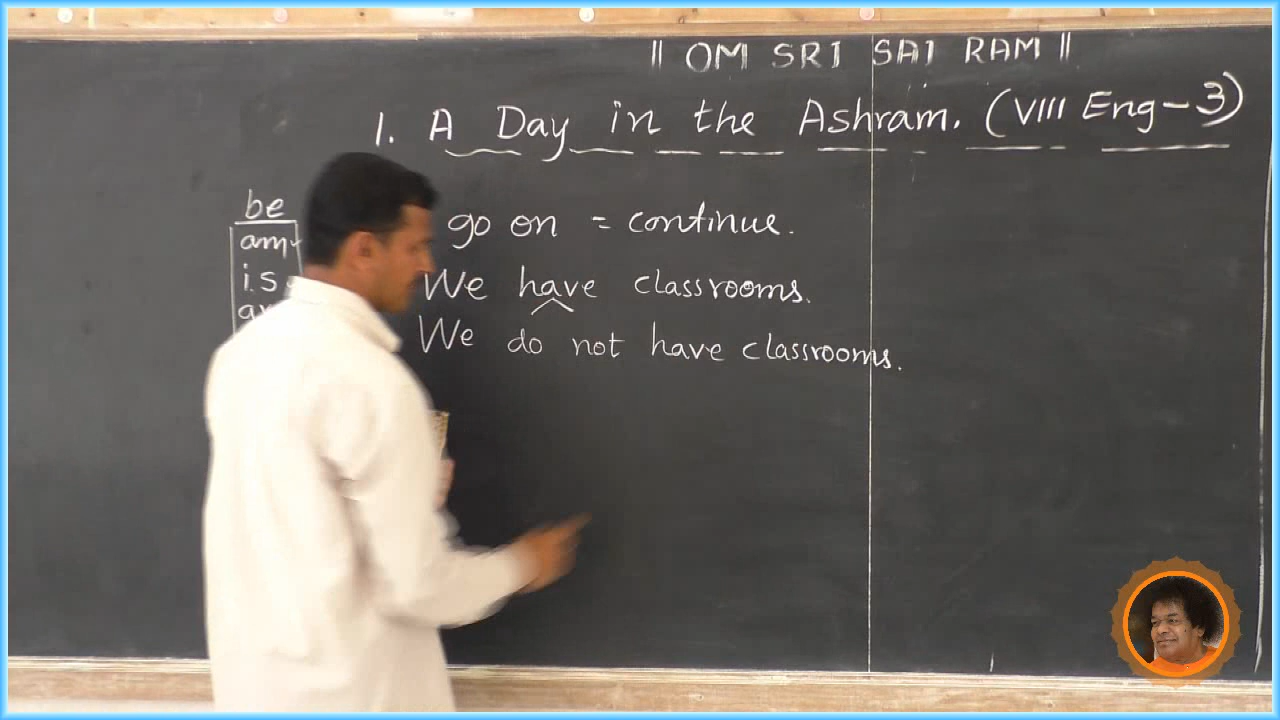 || OM SRI SAI RAM ||
1. A Day in the Ashram. (VIII Eng-3)
be
am
is
go on = continue.
We have classrooms.
We do not have classrooms.